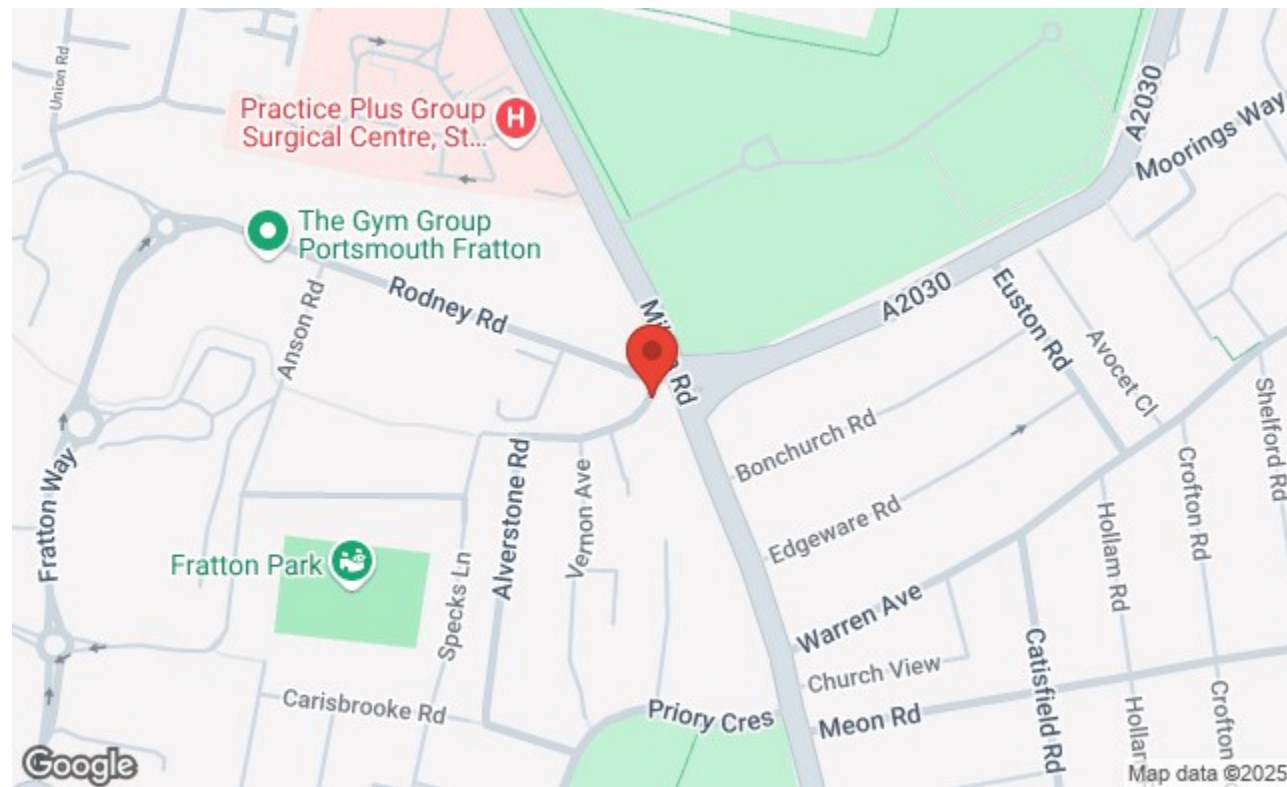 Union Rd
Practice Plus Group
Surgical Centre, St...
H
A2030
Moorings Way
The Gym Group
Portsmouth Fratton
Rodney Rd
Anson Rd
A2030
Euston Rd
Avocet Cl
Rd
Shelford Rd
Bonchurch Rd
Alverstone Rd
Vernon Ave
Edgeware Rd
Crofton Rd
Hollam Rd
Fratton Way
Fratton Park
Specks Ln
Warren Ave
Catisfield Rd
Church View
Carisbrooke Rd
Priory Cres
Meon Rd
Crofton
Google
Map data ©2025